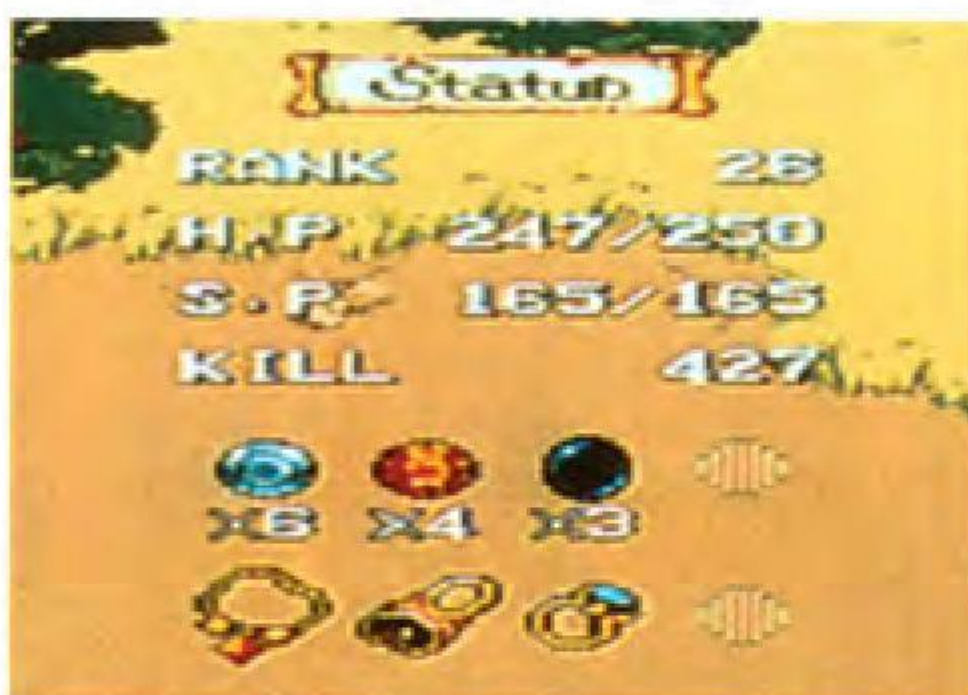 Status
RANK 26
H.P 247/250
S.P 165/165
KILL 427
X6 X4 X3